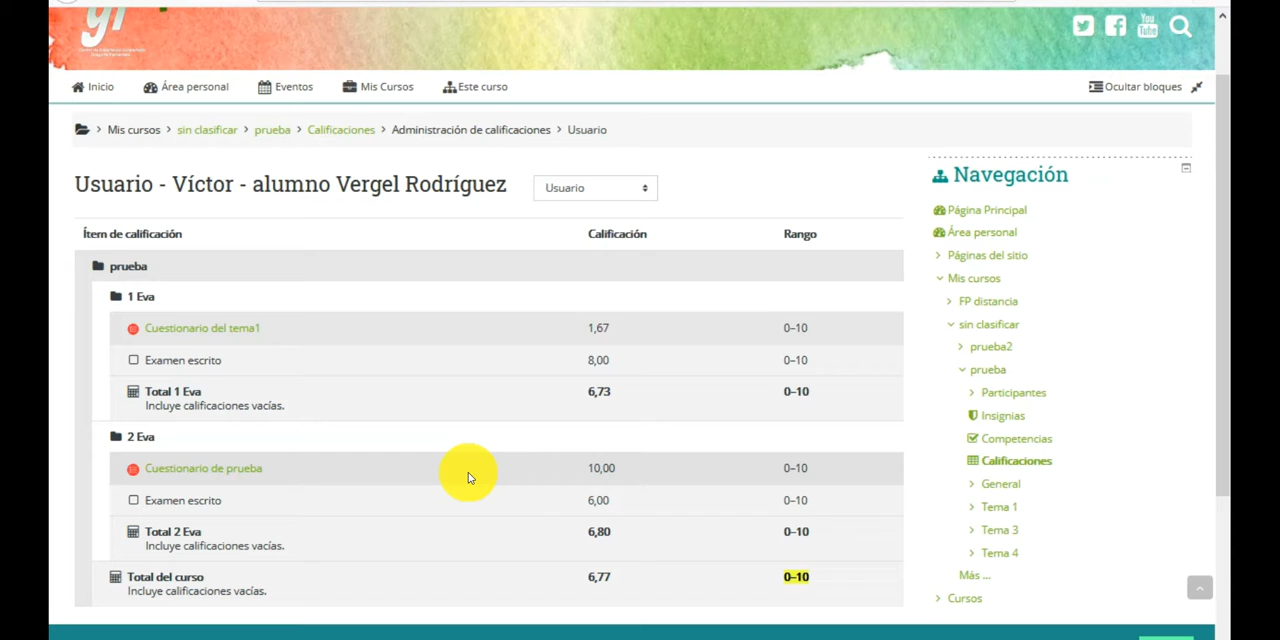 gr
You
Tube
Inicio
Área personal
Eventos
Mis Cursos
Este curso
Ocultar bloques
Mis cursos > sin clasificar > prueba > Calificaciones > Administración de calificaciones > Usuario
Usuario - Víctor - alumno Vergel Rodríguez
Usuario
Ítem de calificación Calificación Rango
prueba
1 Eva
Cuestionario del tema1 1,67 0–10
Examen escrito 8,00 0–10
Total 1 Eva 6,73 0–10
Incluye calificaciones vacías.
2 Eva
Cuestionario de prueba 10,00 0–10
Examen escrito 6,00 0–10
Total 2 Eva 6,80 0–10
Incluye calificaciones vacías.
Total del curso 6,77 0–10
Incluye calificaciones vacías.
Navegación
Página Principal
Área personal
Páginas del sitio
Mis cursos
FP distancia
sin clasificar
prueba2
prueba
Participantes
Insignias
Competencias
Calificaciones
General
Tema 1
Tema 3
Tema 4
Más ...
Cursos